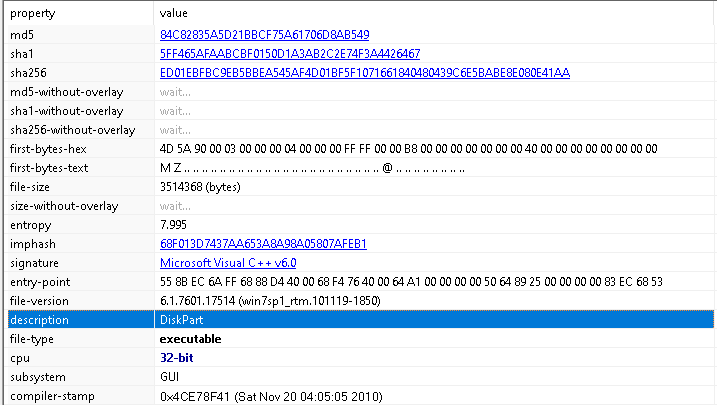 property value
md5 84C82835A5D21BBCF75A61706D8AB549
sha1 5FF465AFAABCBF0150D1A3AB2C2E74F3A4426467
sha256 ED01EBFBC9EB5BBEA545AF4D01BF5F1071661840480439C6E5BABE8E080E41AA
md5-without-overlay wait...
sha1-without-overlay wait...
sha256-without-overlay wait...
first-bytes-hex 4D 5A 90 00 03 00 00 00 04 00 00 00 FF FF 00 00 B8 00 00 00 00 00 00 00 40 00 00 00 00 00 00 00
first-bytes-text M Z .. .. .. .. .. .. .. .. .. .. .. .. .. .. .. .. .. .. .. .. .. .. @ .. .. .. .. .. .. ..
file-size 3514368 (bytes)
size-without-overlay wait...
entropy 7.995
imphash 68F013D7437AA653A8A98A05807AFEB1
signature Microsoft Visual C++ v6.0
entry-point 55 8B EC 6A FF 68 88 D4 40 00 68 F4 76 40 00 64 A1 00 00 00 00 50 64 89 25 00 00 00 00 83 EC 68 53
file-version 6.1.7601.17514 (win7sp1_rtm.101119-1850)
description DiskPart
file-type executable
cpu 32-bit
subsystem GUI
compiler-stamp 0x4CE78F41 (Sat Nov 20 04:05:05 2010)